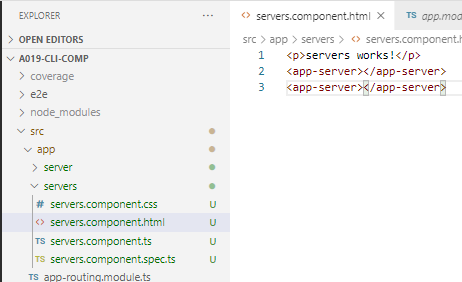 EXPLORER
OPEN EDITORS
A019-CLI-COMP
coverage
e2e
node_modules
src
app
server
servers
# servers.component.css U
<> servers.component.html U
TS servers.component.ts U
TS servers.component.spec.ts U
TS app-routing.module.ts
<> servers.component.html × TS app.mod
src > app > servers > <> servers.component.htm
1 <p>servers works!</p>
2 <app-server></app-server>
3 <app-server></app-server>